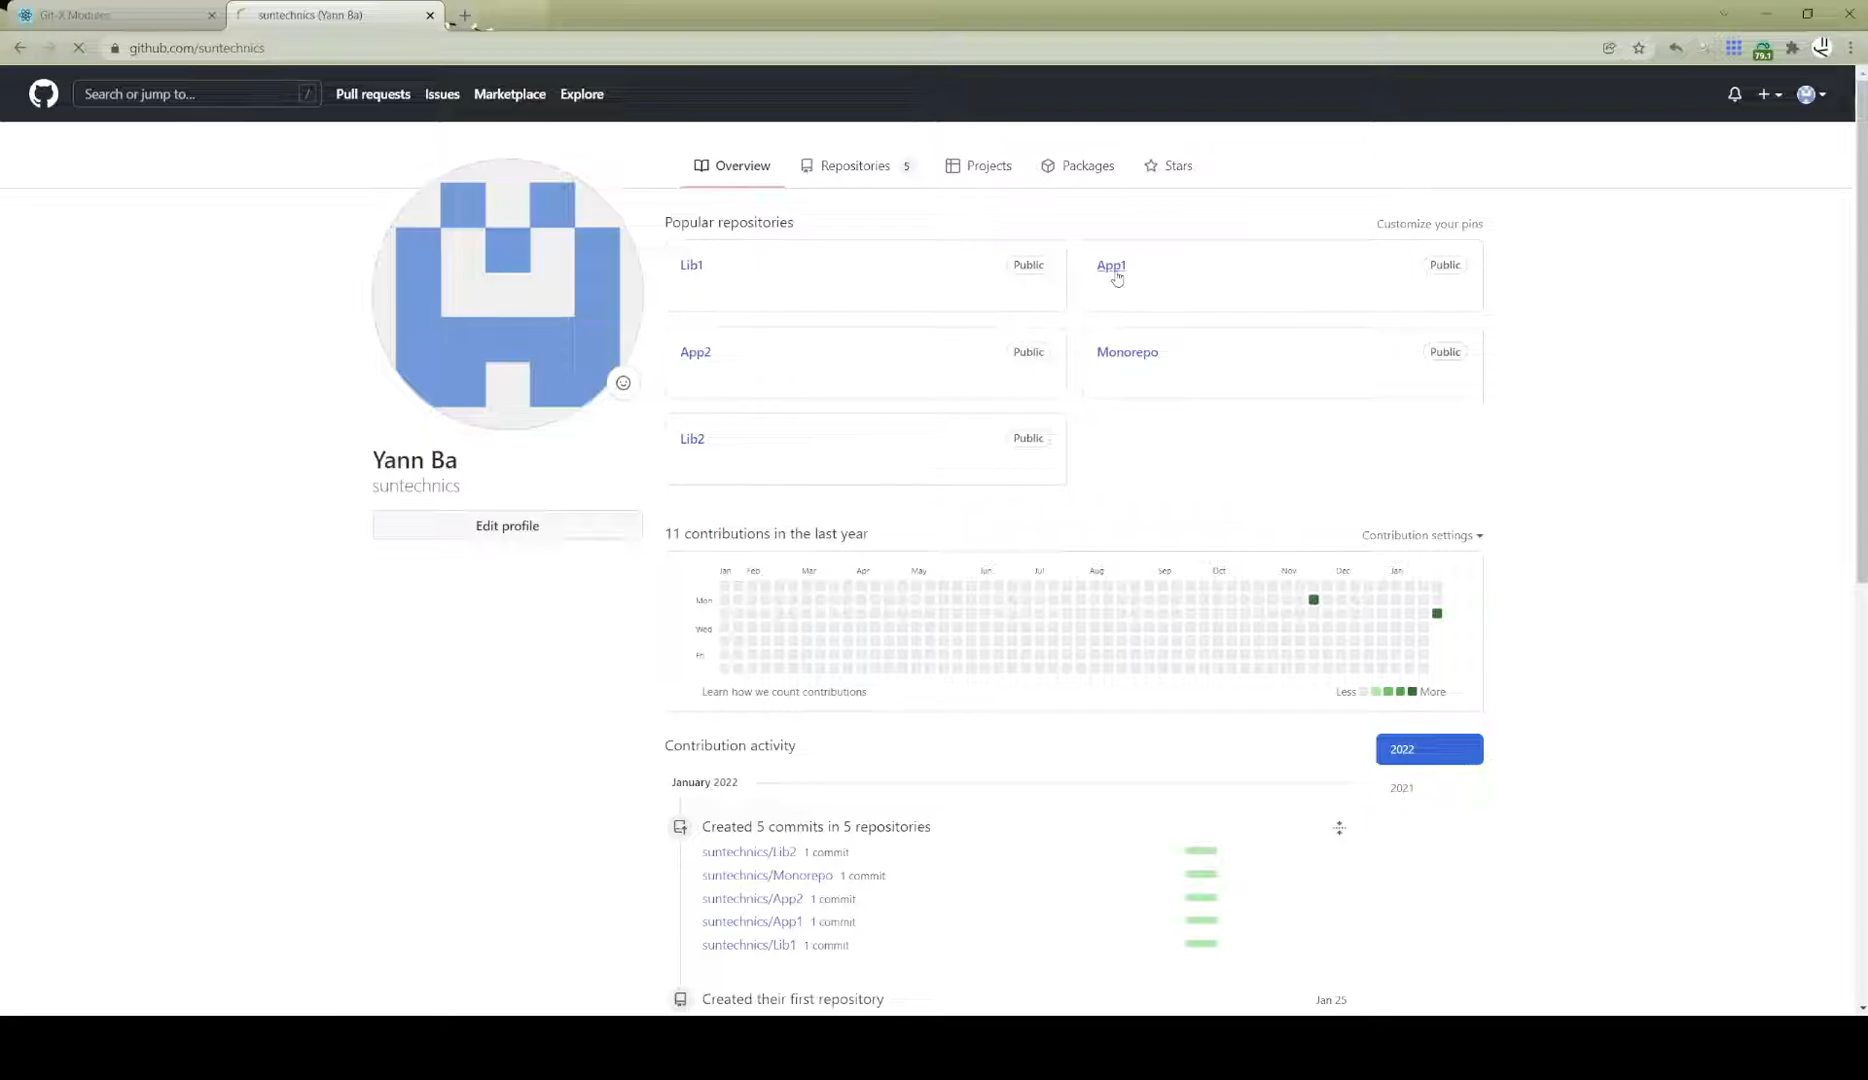 Git-X Modules
suntechnics (Yann Ba)
github.com/suntechnics
79.1
Search or jump to... /
Pull requests
Issues
Marketplace
Explore
Overview
Repositories 5
Projects
Packages
Stars
Popular repositories
Customize your pins
Lib1 Public
App1 Public
App2 Public
Monorepo Public
Lib2 Public
Yann Ba
suntechnics
Edit profile
11 contributions in the last year
Contribution settings
Jan Feb Mar Apr May Jun Jul Aug Sep Oct Nov Dec Jan
Mon
Wed
Fri
Learn how we count contributions
Less More
Contribution activity
2022
2021
January 2022
Created 5 commits in 5 repositories
suntechnics/Lib2 1 commit
suntechnics/Monorepo 1 commit
suntechnics/App2 1 commit
suntechnics/App1 1 commit
suntechnics/Lib1 1 commit
Created their first repository
Jan 25